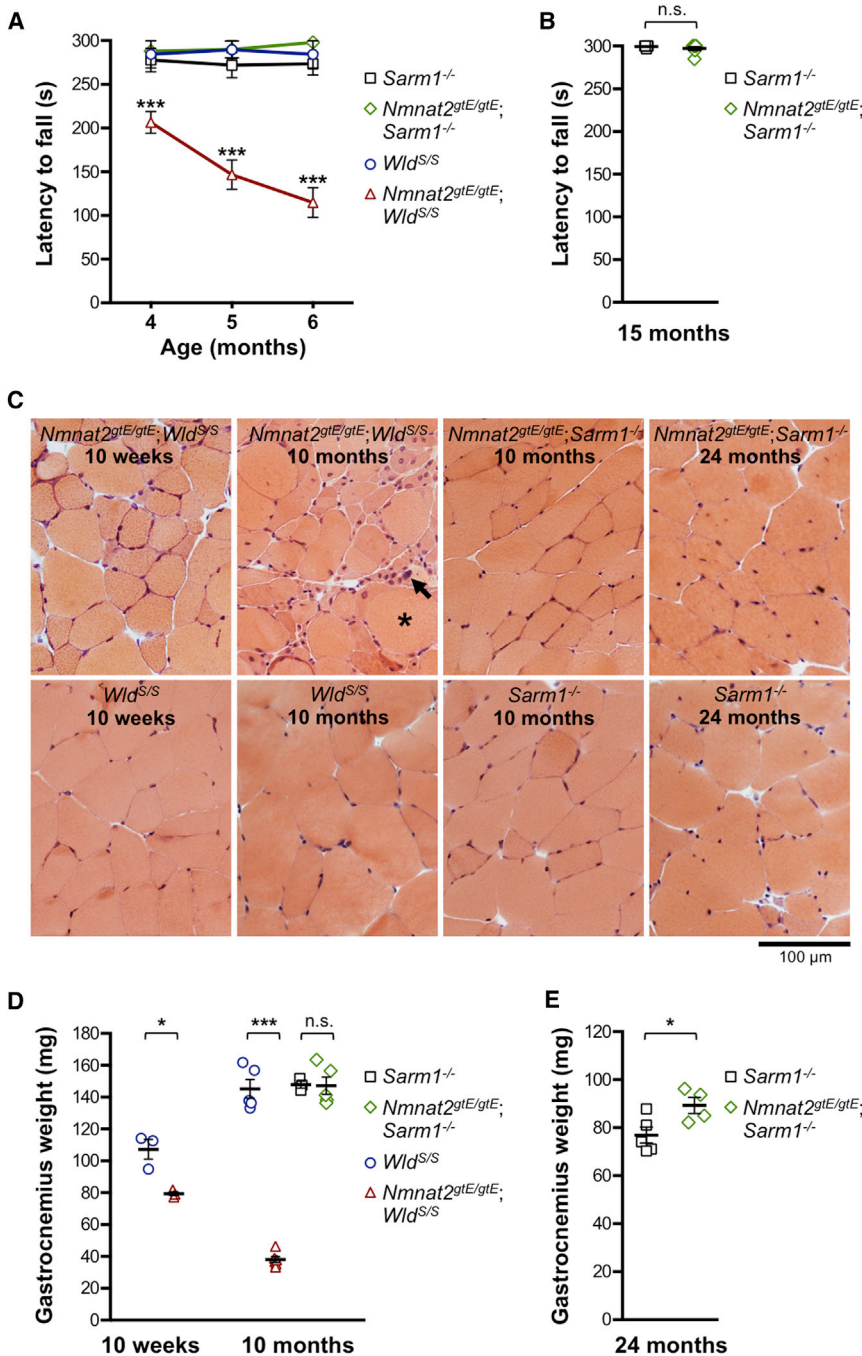 A
Latency to fall (s)
300
250
200
150
100
50
0
***
***
***
4
5
6
Age (months)
Sarm1-/-
Nmnat2gtE/gtE;
Sarm1-/-
WldS/S
Nmnat2gtE/gtE;
WldS/S
B
n.s.
Latency to fall (s)
300
250
200
150
100
50
0
15 months
Sarm1-/-
Nmnat2gtE/gtE;
Sarm1-/-
C
Nmnat2gtE/gtE;WldS/S
10 weeks
Nmnat2gtE/gtE;WldS/S
10 months
*
Nmnat2gtE/gtE;Sarm1-/-
10 months
Nmnat2gtE/gtE;Sarm1-/-
24 months
WldS/S
10 weeks
WldS/S
10 months
Sarm1-/-
10 months
Sarm1-/-
24 months
100 µm
D
Gastrocnemius weight (mg)
180
160
140
120
100
80
60
40
20
0
*
***
n.s.
10 weeks
10 months
Sarm1-/-
Nmnat2gtE/gtE;
Sarm1-/-
WldS/S
Nmnat2gtE/gtE;
WldS/S
E
Gastrocnemius weight (mg)
120
100
80
60
40
20
0
*
24 months
Sarm1-/-
Nmnat2gtE/gtE;
Sarm1-/-